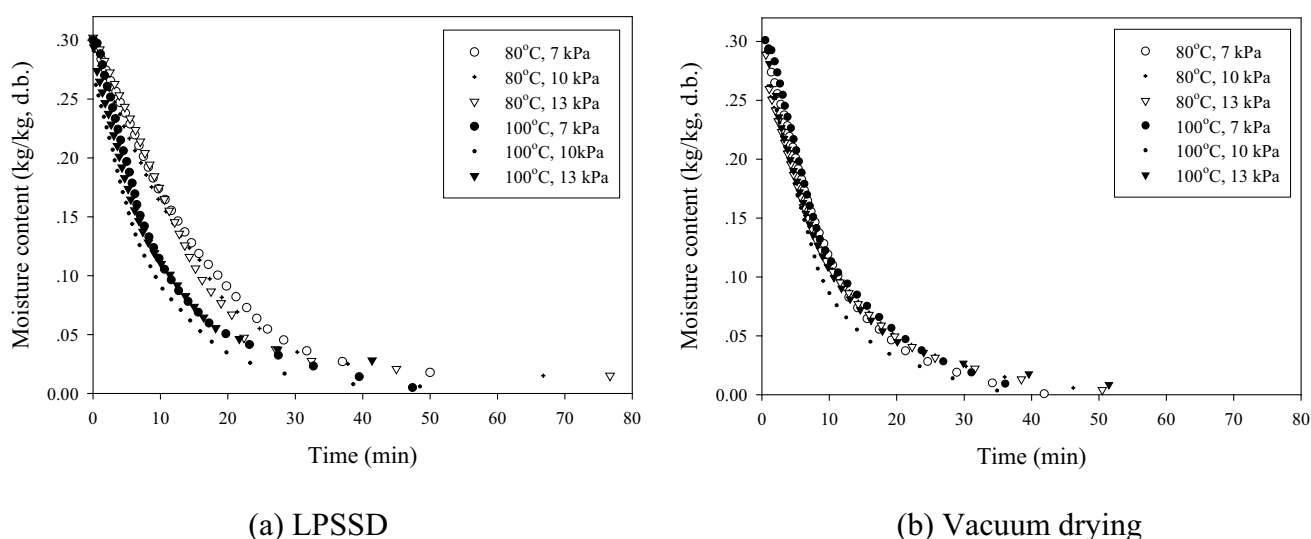 Moisture content (kg/kg, d.b.)
.30
.25
.20
.15
.10
.05
0.00
0 10 20 30 40 50 60 70 80
Time (min)
80°C, 7 kPa
80°C, 10 kPa
80°C, 13 kPa
100°C, 7 kPa
100°C, 10kPa
100°C, 13 kPa
(a) LPSSD
Moisture content (kg/kg, d.b.)
.30
.25
.20
.15
.10
.05
0.00
0 10 20 30 40 50 60 70 80
Time (min)
80°C, 7 kPa
80°C, 10 kPa
80°C, 13 kPa
100°C, 7 kPa
100°C, 10 kPa
100°C, 13 kPa
(b) Vacuum drying